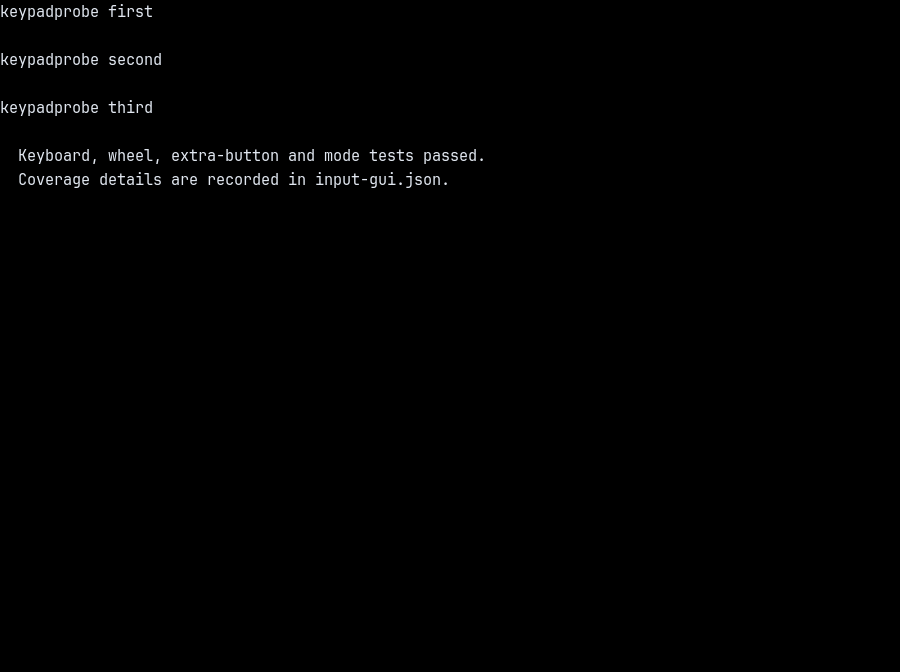 keypadprobe first
keypadprobe second
keypadprobe third
Keyboard, wheel, extra-button and mode tests passed.
Coverage details are recorded in input-gui.json.